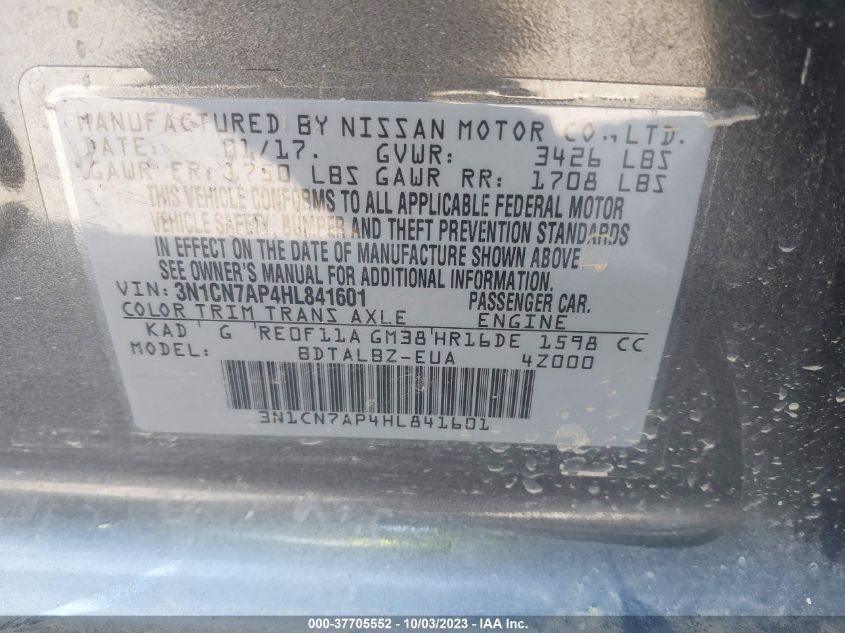 MANUFACTURED BY NISSAN MOTOR CO., LTD.
DATE: 01/17. GVWR: 3426 LBS
GAWR FR: 1750 LBS GAWR RR: 1708 LBS
THIS VEHICLE CONFORMS TO ALL APPLICABLE FEDERAL MOTOR
VEHICLE SAFETY, BUMPER AND THEFT PREVENTION STANDARDS
IN EFFECT ON THE DATE OF MANUFACTURE SHOWN ABOVE
SEE OWNER'S MANUAL FOR ADDITIONAL INFORMATION.
VIN: 3N1CN7AP4HL841601 PASSENGER CAR.
COLOR TRIM TRANS AXLE ENGINE
KAD ' G 'RE0F11A GM38'HR16DE 1598 CC
MODEL: BDTALBZ-EUA 4Z000
3N1CN7AP4HL841601
000-37705552 - 10/03/2023 - IAA Inc.